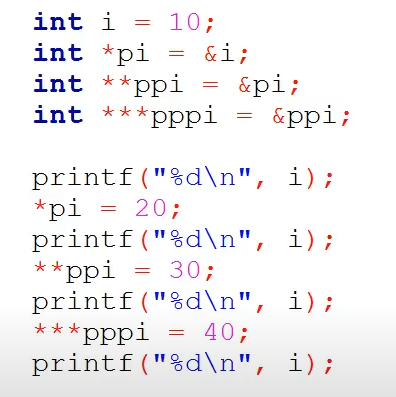 int i = 10;
int *pi = &i;
int **ppi = &pi;
int ***pppi = &ppi;
printf("%d\n", i);
*pi = 20;
printf("%d\n", i);
**ppi = 30;
printf("%d\n", i);
***pppi = 40;
printf("%d\n", i);